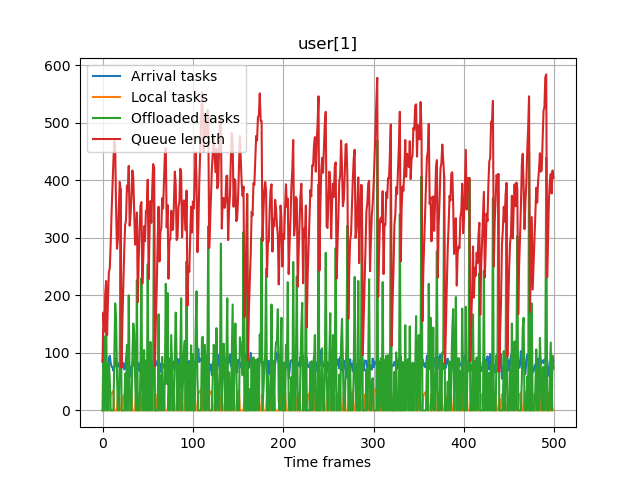 user[1]
Arrival tasks
Local tasks
Offloaded tasks
Queue length
600
500
400
300
200
100
0
0 100 200 300 400 500
Time frames